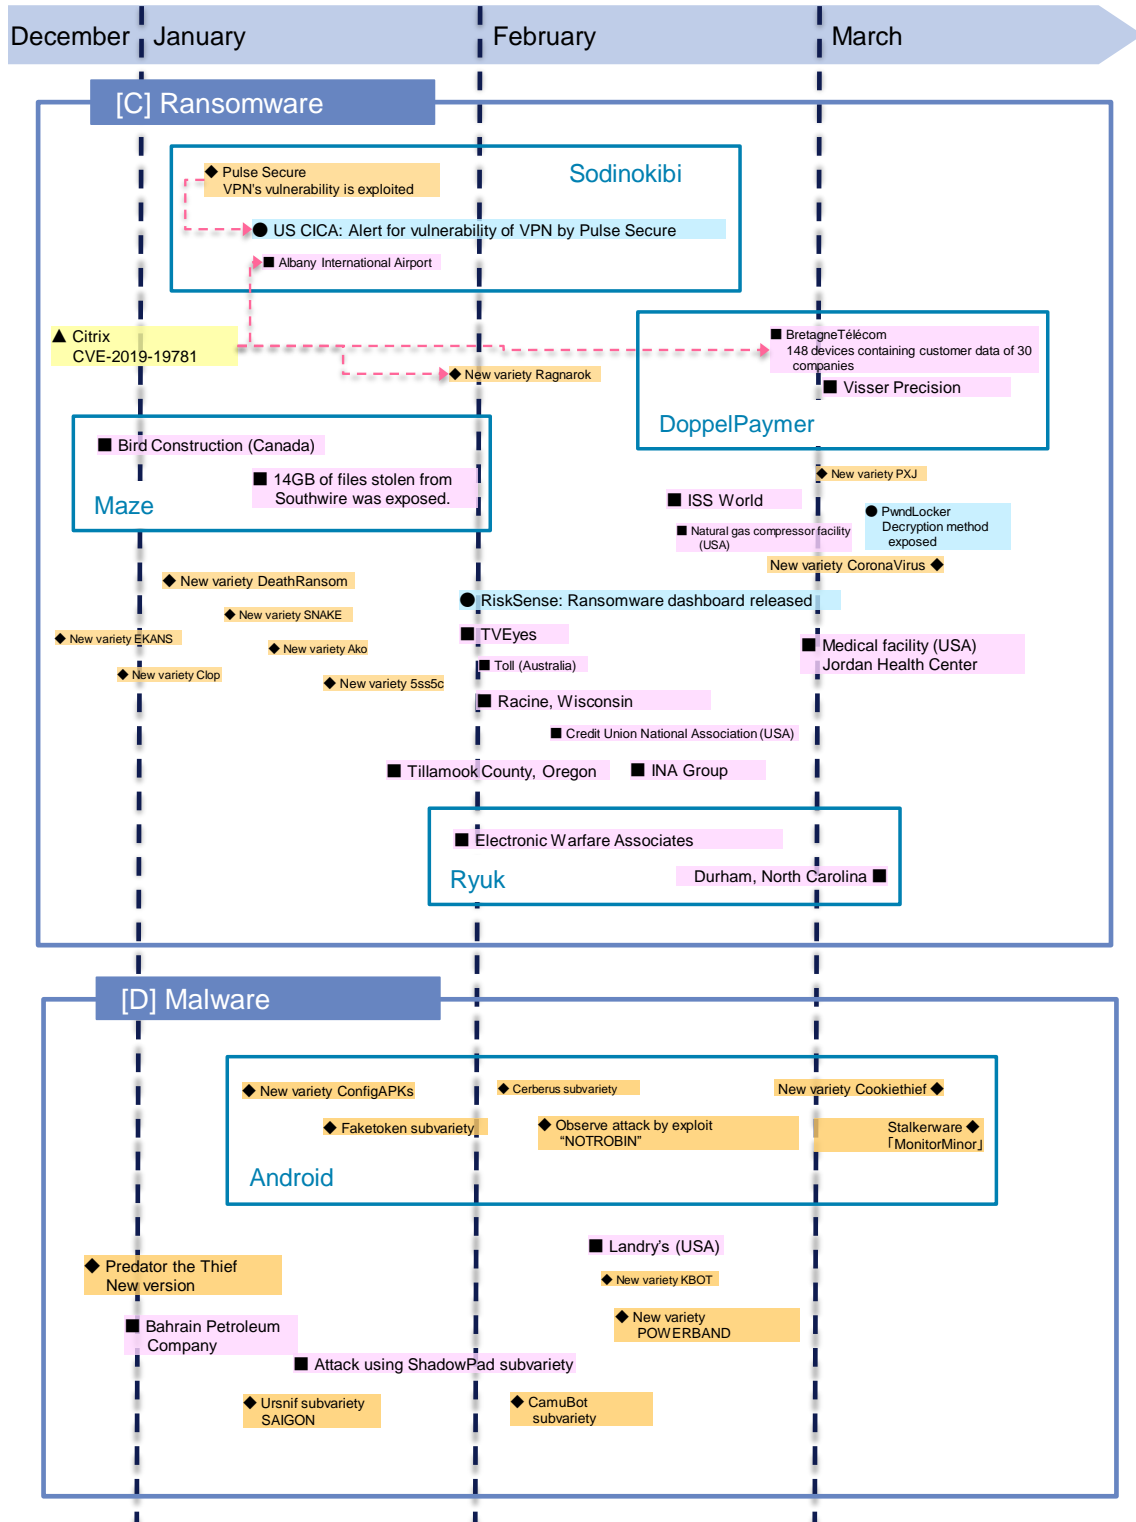 December
January
February
March
[C] Ransomware
Sodinokibi
◆ Pulse Secure
VPN's vulnerability is exploited
● US CICA: Alert for vulnerability of VPN by Pulse Secure
■ Albany International Airport
▲ Citrix
CVE-2019-19781
■ BretagneTélécom
148 devices containing customer data of 30
companies
◆ New variety Ragnarok
■ Visser Precision
DoppelPaymer
■ Bird Construction (Canada)
■ 14GB of files stolen from
Southwire was exposed.
Maze
◆ New variety PXJ
■ ISS World
● PwndLocker
Decryption method
exposed
■ Natural gas compressor facility
(USA)
New variety CoronaVirus ◆
◆ New variety DeathRansom
● RiskSense: Ransomware dashboard released
◆ New variety SNAKE
◆ New variety EKANS
■ TVEyes
◆ New variety Ako
■ Medical facility (USA)
Jordan Health Center
■ Toll (Australia)
◆ New variety Clop
◆ New variety 5ss5c
■ Racine, Wisconsin
■ Credit Union National Association (USA)
■ Tillamook County, Oregon
■ INA Group
■ Electronic Warfare Associates
Ryuk
Durham, North Carolina ■
[D] Malware
◆ New variety ConfigAPKs
◆ Cerberus subvariety
New variety Cookiethief ◆
◆ Faketoken subvariety
◆ Observe attack by exploit
“NOTROBIN”
Stalkerware ◆
「MonitorMinor」
Android
■ Landry's (USA)
◆ Predator the Thief
New version
◆ New variety KBOT
■ Bahrain Petroleum
Company
◆ New variety
POWERBAND
■ Attack using ShadowPad subvariety
◆ Ursnif subvariety
SAIGON
◆ CamuBot
subvariety